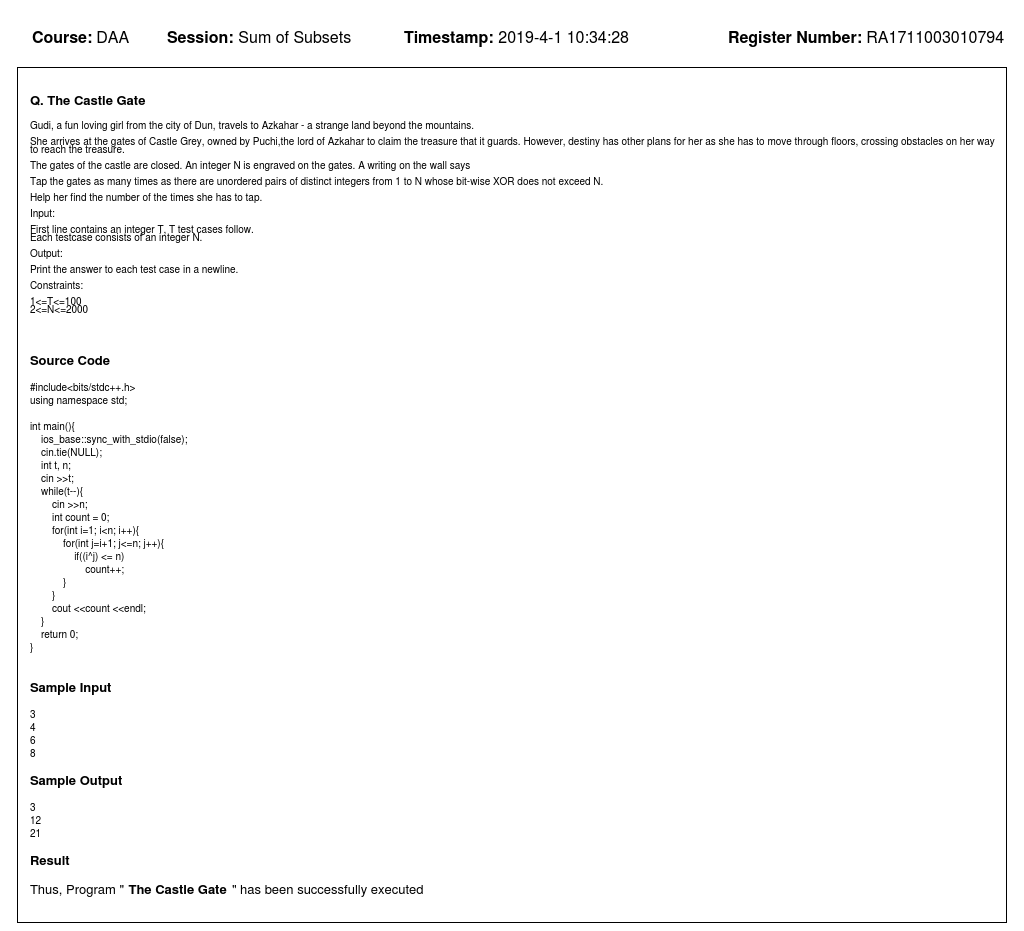 Course: DAA Session: Sum of Subsets Timestamp: 2019-4-1 10:34:28 Register Number: RA1711003010794
Q. The Castle Gate
Gudi, a fun loving girl from the city of Dun, travels to Azkahar - a strange land beyond the mountains.
She arrives at the gates of Castle Grey, owned by Puchi,the lord of Azkahar to claim the treasure that it guards. However, destiny has other plans for her as she has to move through floors, crossing obstacles on her way
to reach the treasure.
The gates of the castle are closed. An integer N is engraved on the gates. A writing on the wall says
Tap the gates as many times as there are unordered pairs of distinct integers from 1 to N whose bit-wise XOR does not exceed N.
Help her find the number of the times she has to tap.
Input:
First line contains an integer T, T test cases follow.
Each testcase consists of an integer N.
Output:
Print the answer to each test case in a newline.
Constraints:
1<=T<=100
2<=N<=2000
Source Code
#include<bits/stdc++.h>
using namespace std;
int main(){
ios_base::sync_with_stdio(false);
cin.tie(NULL);
int t, n;
cin >>t;
while(t--){
cin >>n;
int count = 0;
for(int i=1; i<n; i++){
for(int j=i+1; j<=n; j++){
if((i^j) <= n)
count++;
}
}
cout <<count <<endl;
}
return 0;
}
Sample Input
3
4
6
8
Sample Output
3
12
21
Result
Thus, Program " The Castle Gate " has been successfully executed